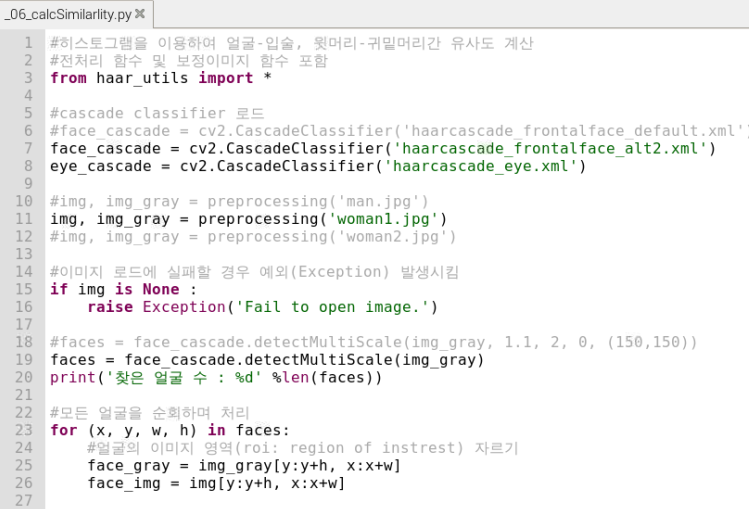 _06_calcSimilarlity.py
1 #히스토그램을 이용하여 얼굴-입술, 윗머리-귀밑머리간 유사도 계산
2 #전처리 함수 및 보정이미지 함수 포함
3 from haar_utils import *
4
5 #cascade classifier 로드
6 #face_cascade = cv2.CascadeClassifier('haarcascade_frontalface_default.xml')
7 face_cascade = cv2.CascadeClassifier('haarcascade_frontalface_alt2.xml')
8 eye_cascade = cv2.CascadeClassifier('haarcascade_eye.xml')
9
10 #img, img_gray = preprocessing('man.jpg')
11 img, img_gray = preprocessing('woman1.jpg')
12 #img, img_gray = preprocessing('woman2.jpg')
13
14 #이미지 로드에 실패할 경우 예외(Exception) 발생시킴
15 if img is None :
16     raise Exception('Fail to open image.')
17
18 #faces = face_cascade.detectMultiScale(img_gray, 1.1, 2, 0, (150,150))
19 faces = face_cascade.detectMultiScale(img_gray)
20 print('찾은 얼굴 수 : %d' %len(faces))
21
22 #모든 얼굴을 순회하며 처리
23 for (x, y, w, h) in faces:
24     #얼굴의 이미지 영역(roi: region of instrest) 자르기
25     face_gray = img_gray[y:y+h, x:x+w]
26     face_img = img[y:y+h, x:x+w]
27